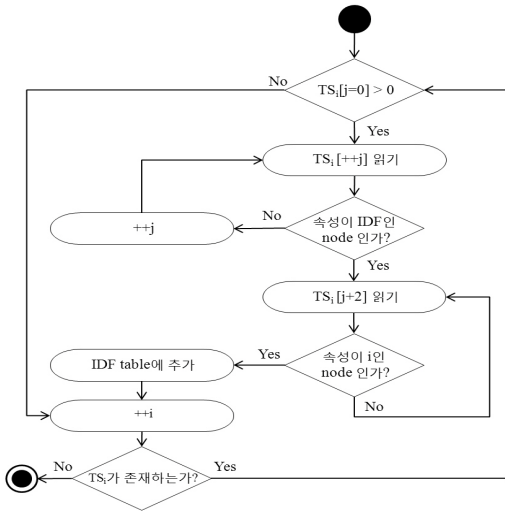 TSi[j=0] > 0
No
Yes
TSi [++j] 읽기
속성이 IDF인
node 인가?
No
++j
Yes
TSi [j+2] 읽기
속성이 i인
node 인가?
Yes
IDF table에 추가
No
++i
TSi가 존재하는가?
No
Yes